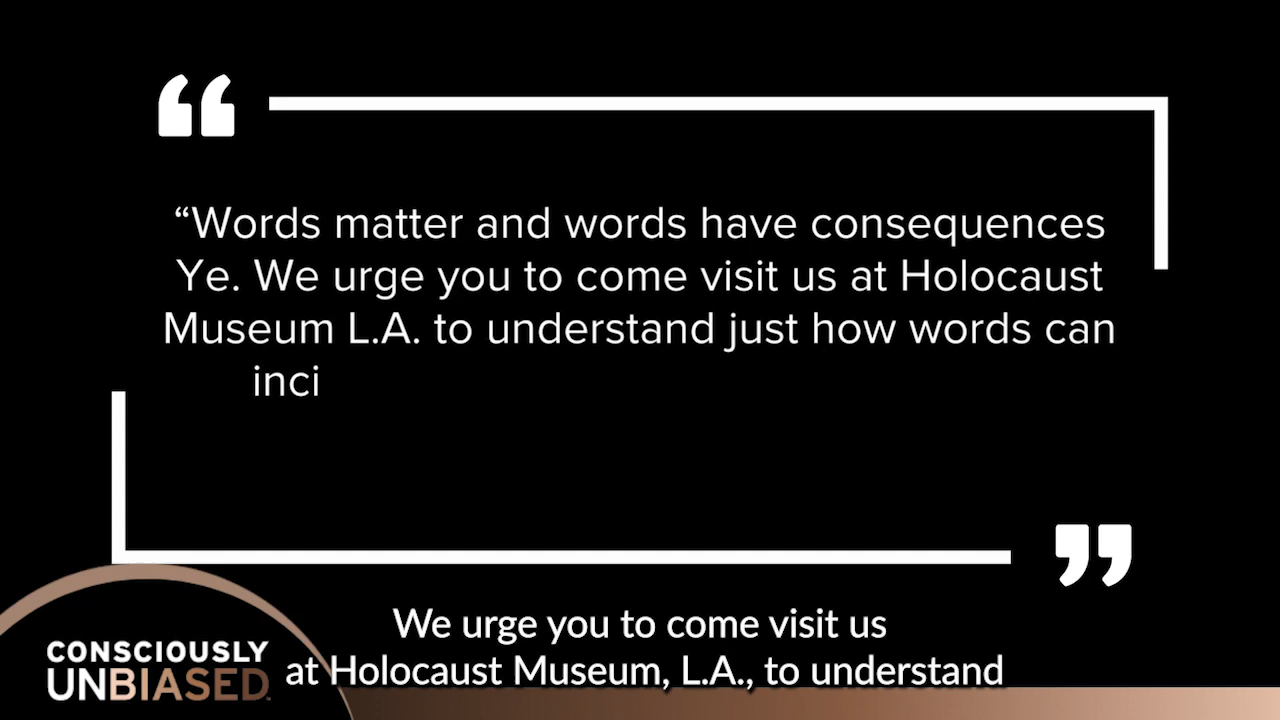 “
“Words matter and words have consequences
Ye. We urge you to come visit us at Holocaust
Museum L.A. to understand just how words can
inci
”
We urge you to come visit us
at Holocaust Museum, L.A., to understand
CONSCIOUSLY
UNBIASED